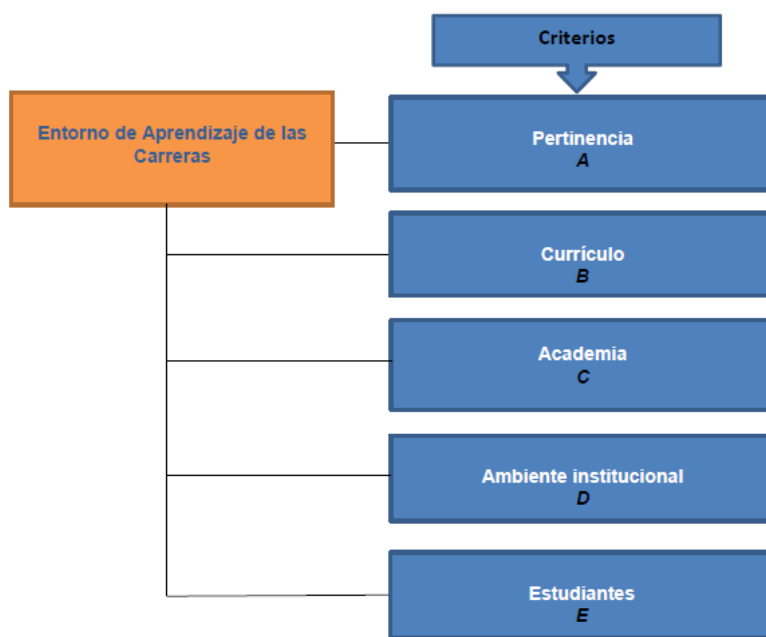 Criterios
Entorno de Aprendizaje de las
Carreras
Pertinencia
A
Currículo
B
Academia
C
Ambiente institucional
D
Estudiantes
E